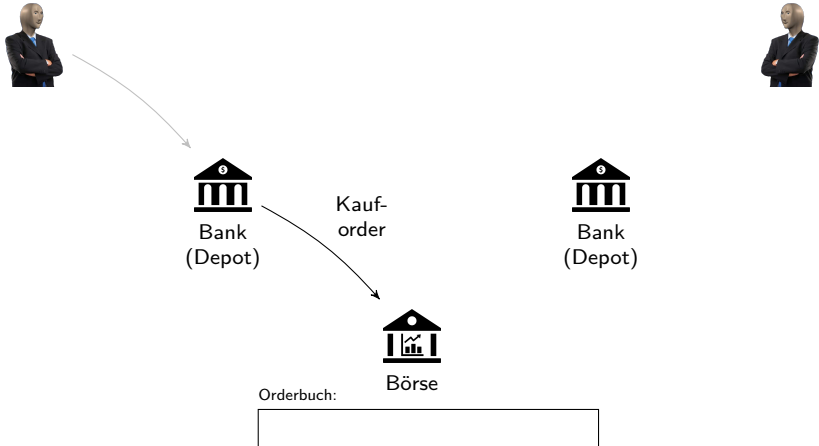 Kauf-
order
Bank
(Depot)
Bank
(Depot)
Börse
Orderbuch: